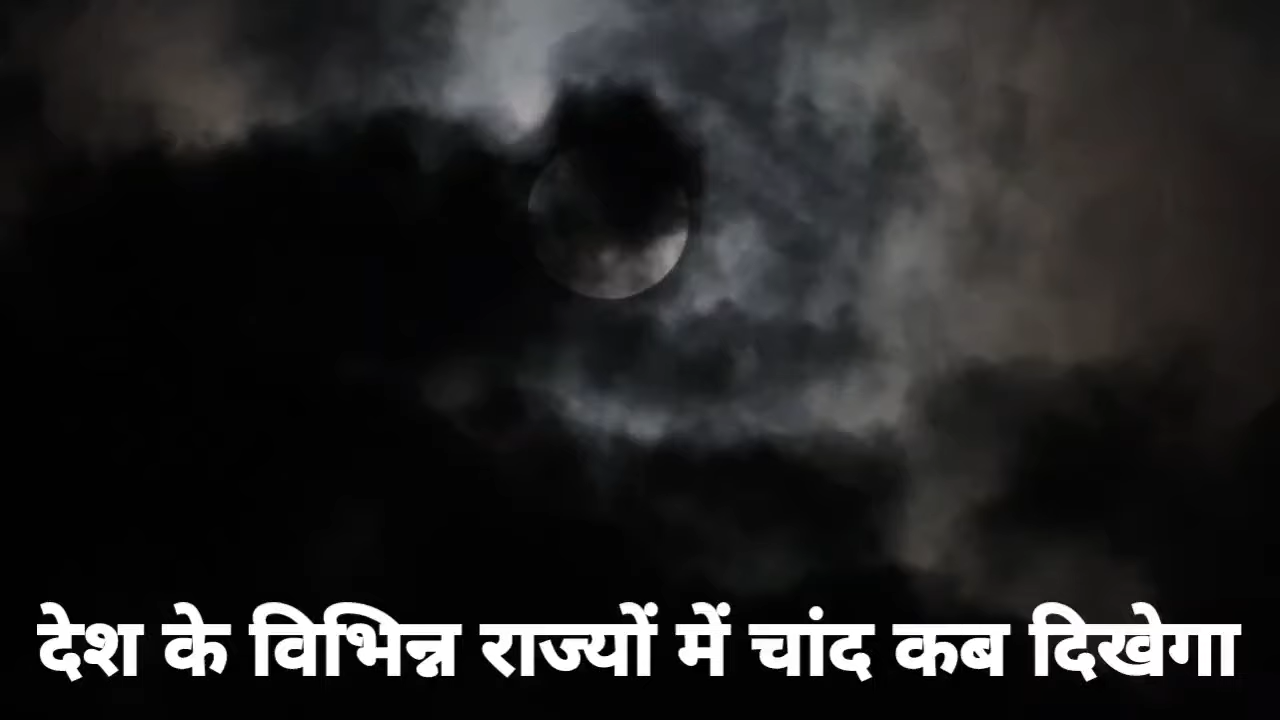 देश के विभिन्न राज्यों में चांद कब दिखेगा